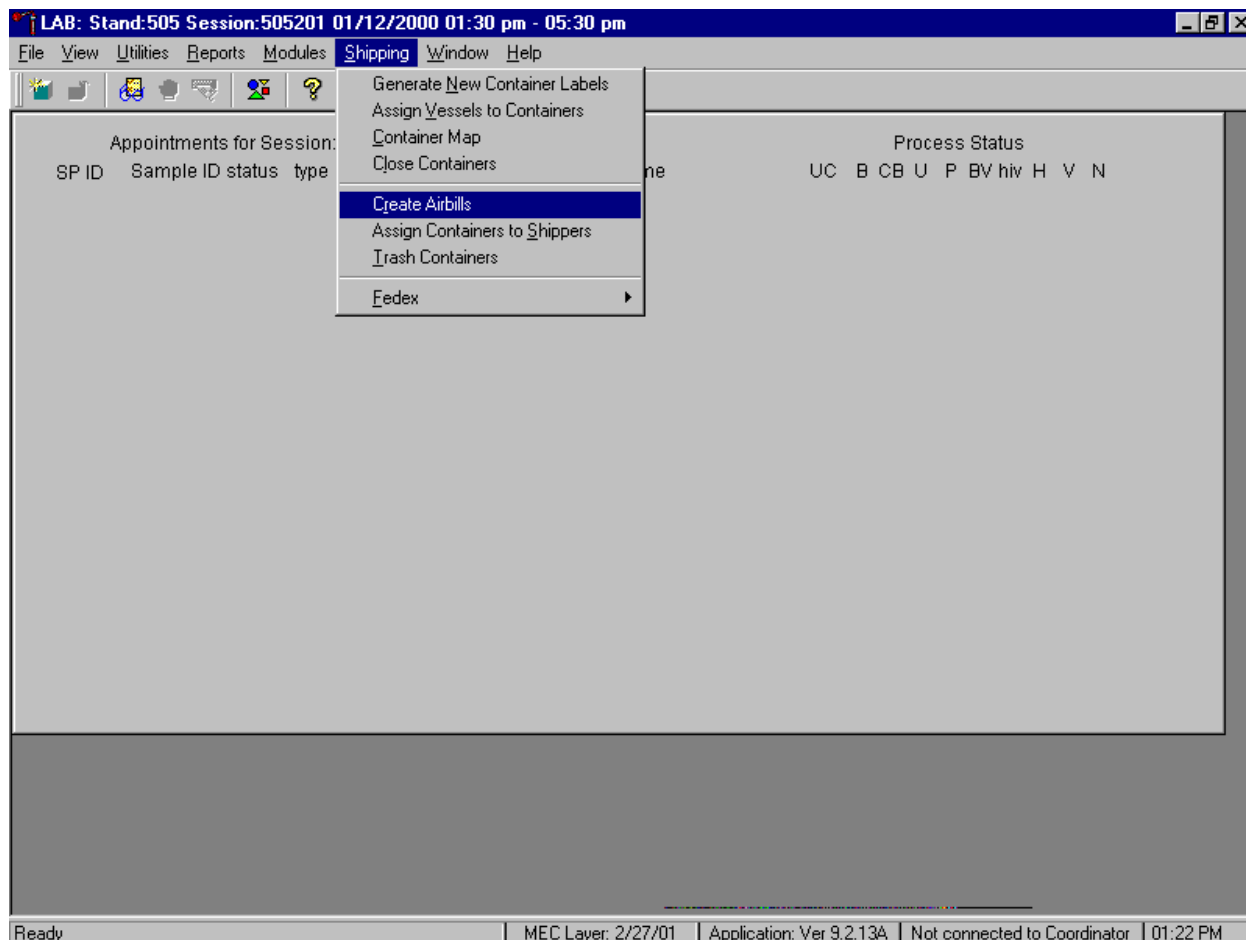 LAB: Stand:505 Session:505201 01/12/2000 01:30 pm - 05:30 pm
File View Utilities Reports Modules Shipping Window Help
Generate New Container Labels
Assign Vessels to Containers
Container Map
Close Containers
Create Airbills
Assign Containers to Shippers
Trash Containers
Fedex
Appointments for Session:
Process Status
SP ID Sample ID status type
UC B CB U P BV hiv H V N
Ready
MEC Layer: 2/27/01 Application: Ver 9.2.13A Not connected to Coordinator 01:22 PM